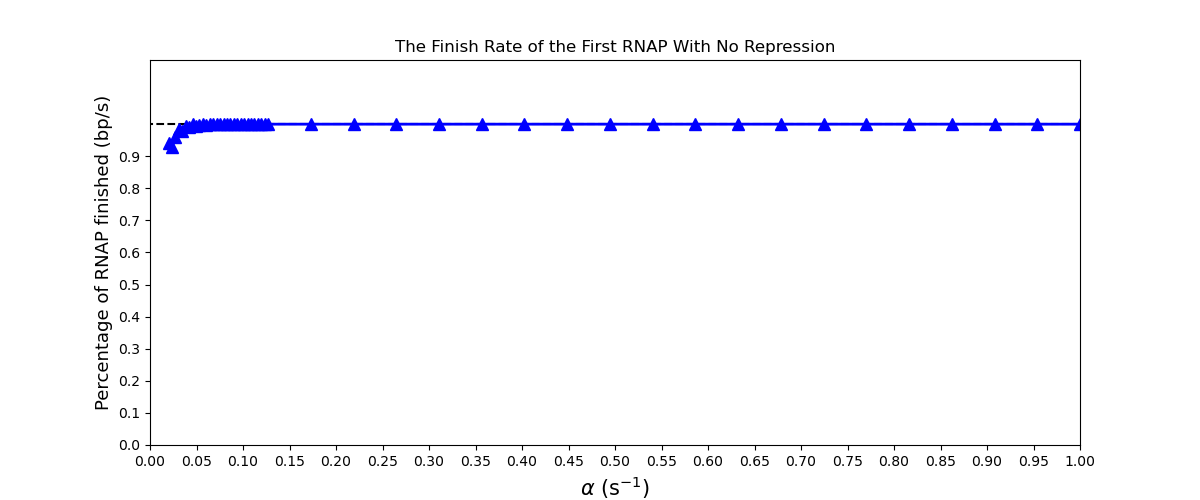 The Finish Rate of the First RNAP With No Repression
Percentage of RNAP finished (bp/s)
0.9
0.8
0.7
0.6
0.5
0.4
0.3
0.2
0.1
0.0
0.00 0.05 0.10 0.15 0.20 0.25 0.30 0.35 0.40 0.45 0.50 0.55 0.60 0.65 0.70 0.75 0.80 0.85 0.90 0.95 1.00
α (s⁻¹)